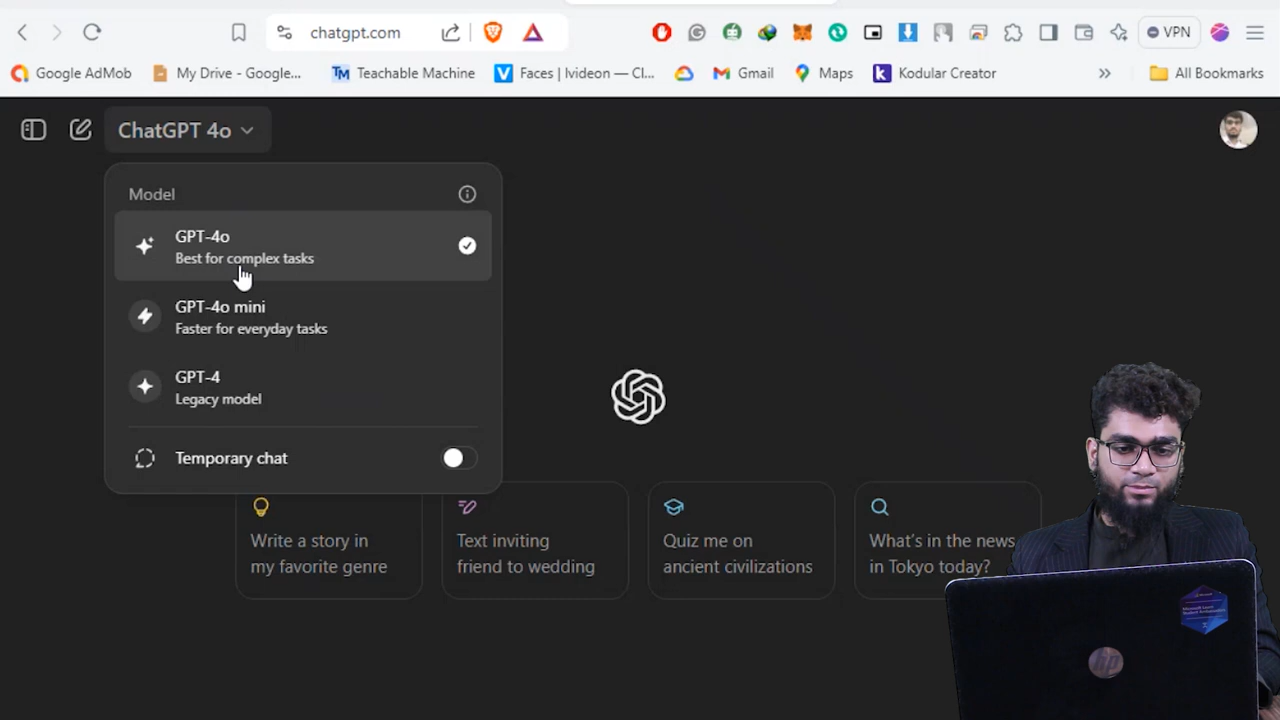 chatgpt.com
VPN
Google AdMob
My Drive - Google...
TM Teachable Machine
Faces | Ivideon — Cl...
Gmail
Maps
Kodular Creator
All Bookmarks
ChatGPT 4o
Model
GPT-4o
Best for complex tasks
GPT-4o mini
Faster for everyday tasks
GPT-4
Legacy model
Temporary chat
Write a story in
my favorite genre
Text inviting
friend to wedding
Quiz me on
ancient civilizations
What's in the news
in Tokyo today?
hp